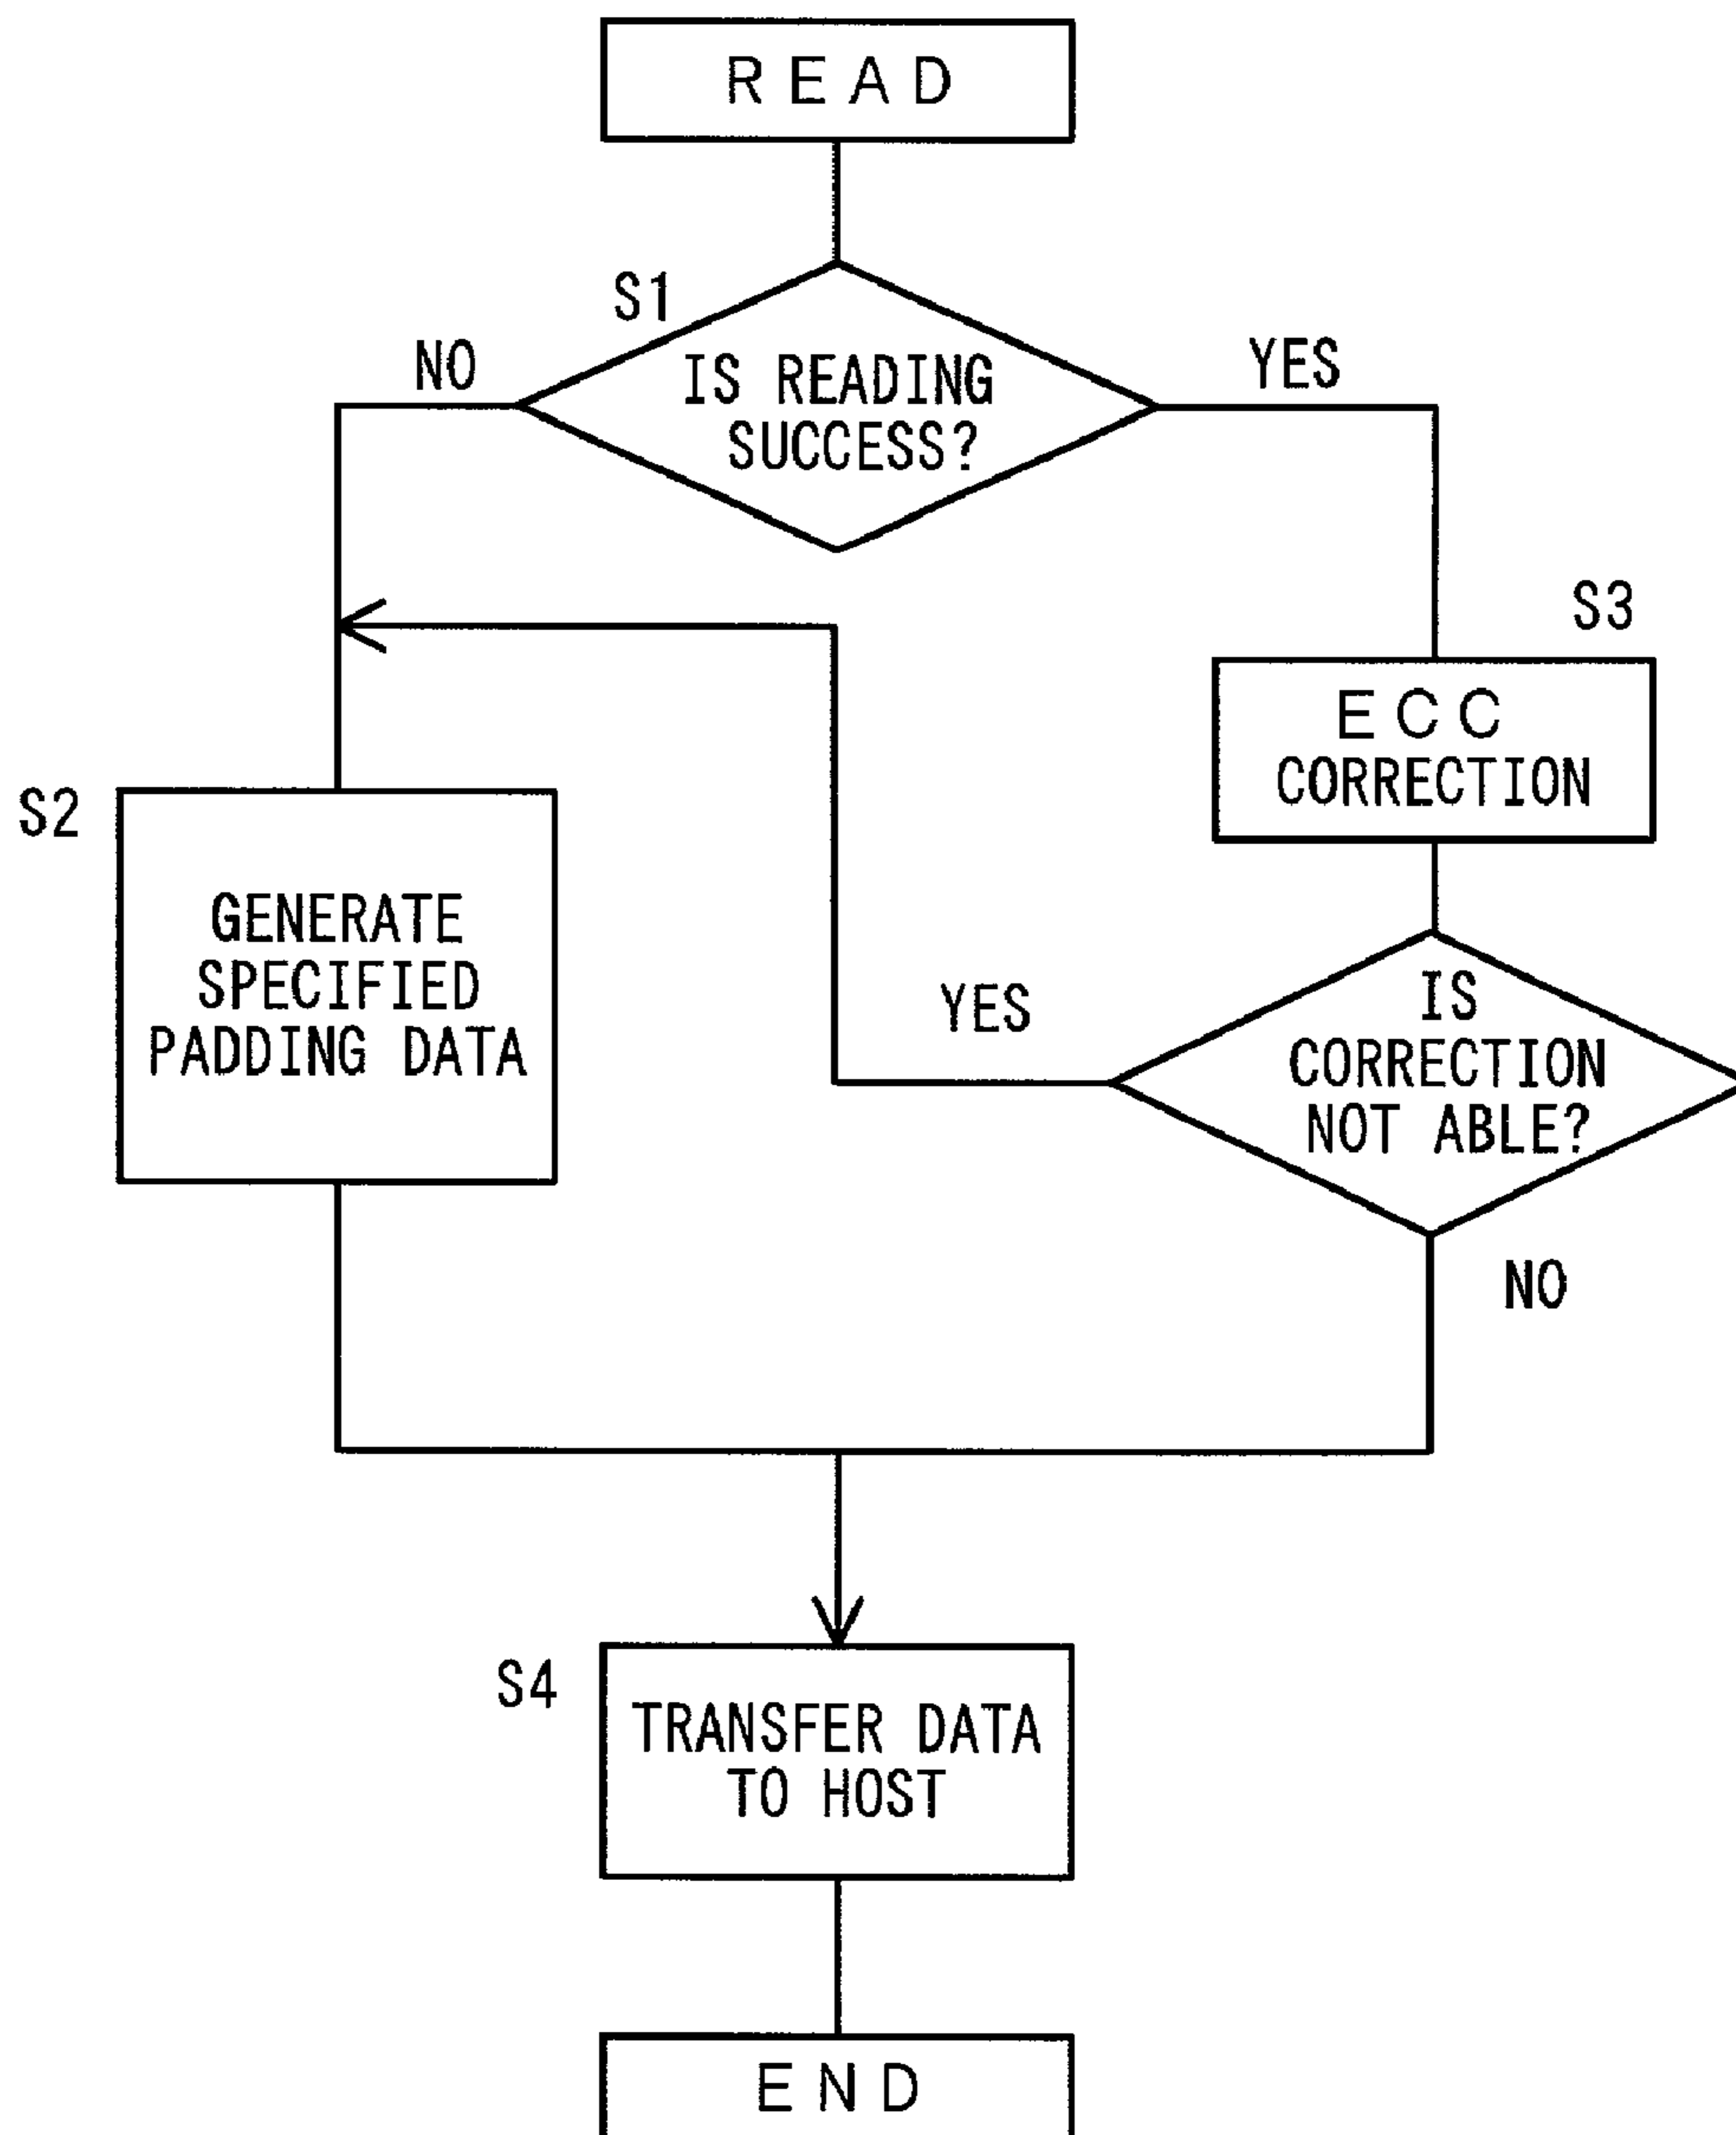 READ
S1
NO
IS READING
SUCCESS?
YES
S3
ECC
CORRECTION
S2
GENERATE
SPECIFIED
PADDING DATA
YES
IS
CORRECTION
NOT ABLE?
NO
S4
TRANSFER DATA
TO HOST
END